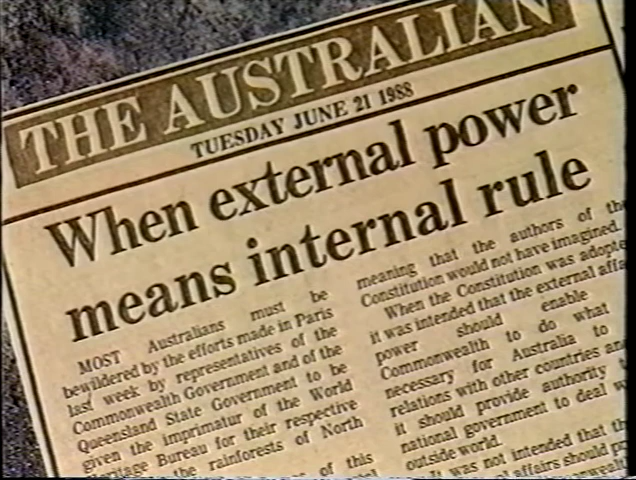 THE AUSTRALIAN
TUESDAY JUNE 21 1988
When external power
means internal rule
MOST Australians must be
bewildered by the efforts made in Paris
last week by representatives of the
Commonwealth Government and of the
Queensland State Government to be
given the imprimatur of the World
Bureau for their respective
the rainforests of North
of this
meaning that the authors of the
Constitution would not have imagined.
When the Constitution was
it was intended that the external
power should enable
Commonwealth to do what
necessary for Australia to
relations with other countries
it should provide authority
national government to deal
outside world.
was not intended that
affairs should